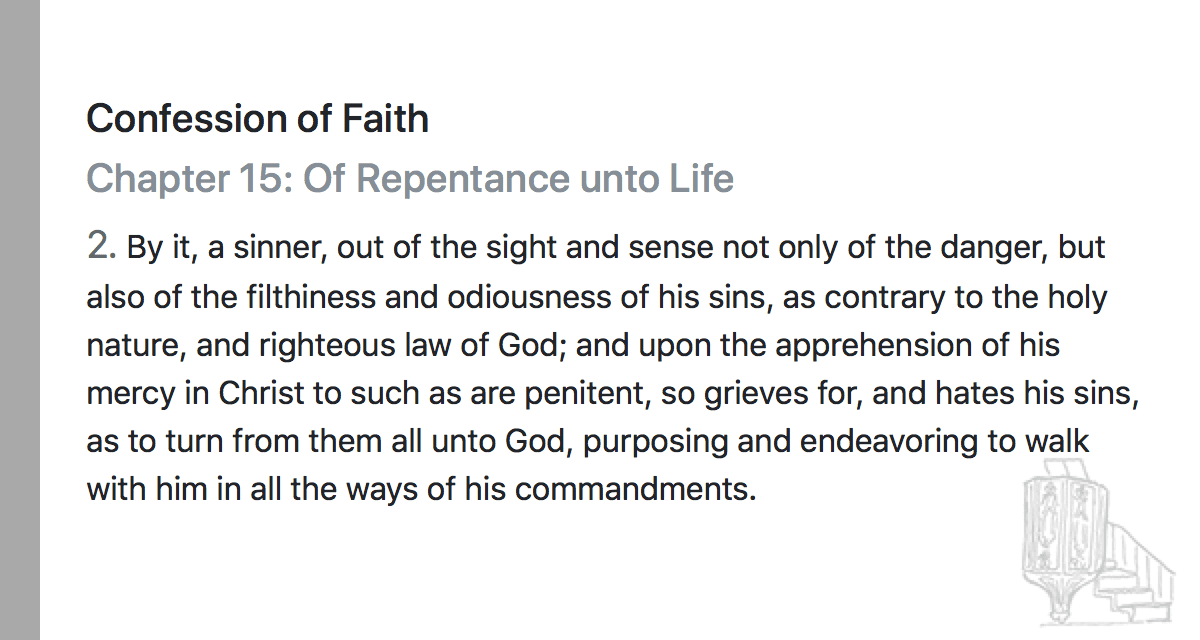 Confession of Faith
Chapter 15: Of Repentance unto Life
2. By it, a sinner, out of the sight and sense not only of the danger, but
also of the filthiness and odiousness of his sins, as contrary to the holy
nature, and righteous law of God; and upon the apprehension of his
mercy in Christ to such as are penitent, so grieves for, and hates his sins,
as to turn from them all unto God, purposing and endeavoring to walk
with him in all the ways of his commandments.